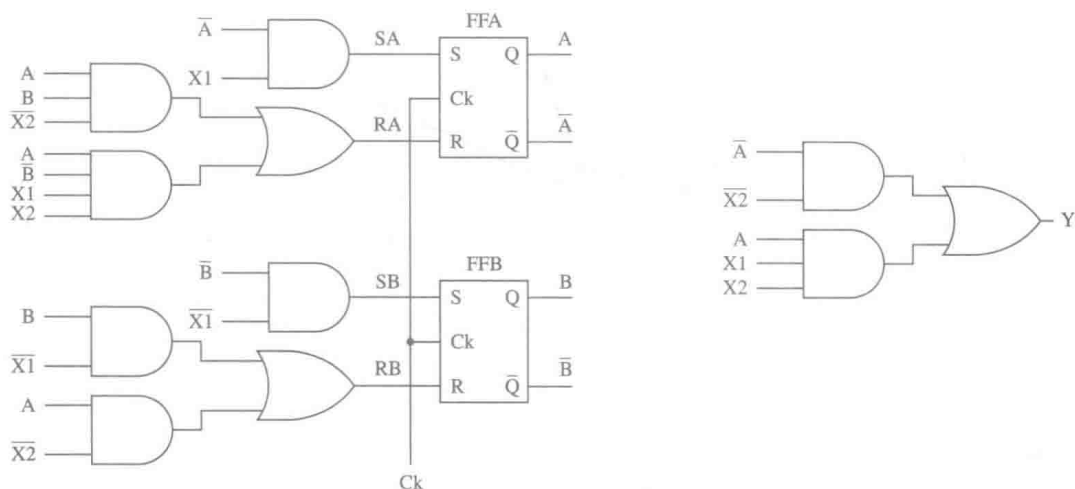 A̅
X1
SA
FFA
S
Q
A
Ck
R
Q̅
A̅
A
B
X̅2̅
A
B̅
X1
X2
RA
B̅
X̅1̅
SB
FFB
S
Q
B
Ck
R
Q̅
B̅
B
X̅1̅
A
X̅2̅
RB
Ck
A̅
X̅2̅
A
X1
X2
Y